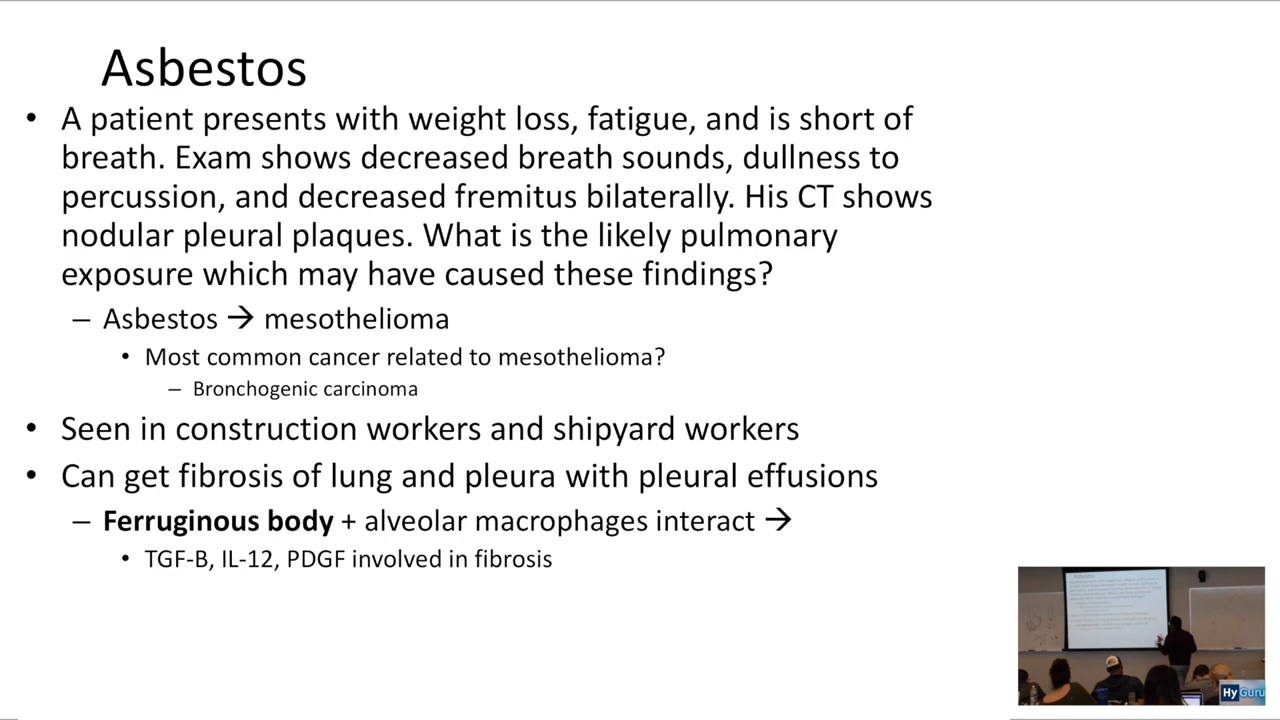 Asbestos
• A patient presents with weight loss, fatigue, and is short of
breath. Exam shows decreased breath sounds, dullness to
percussion, and decreased fremitus bilaterally. His CT shows
nodular pleural plaques. What is the likely pulmonary
exposure which may have caused these findings?
– Asbestos → mesothelioma
• Most common cancer related to mesothelioma?
– Bronchogenic carcinoma
• Seen in construction workers and shipyard workers
• Can get fibrosis of lung and pleura with pleural effusions
– Ferruginous body + alveolar macrophages interact →
• TGF-B, IL-12, PDGF involved in fibrosis
HyGuru